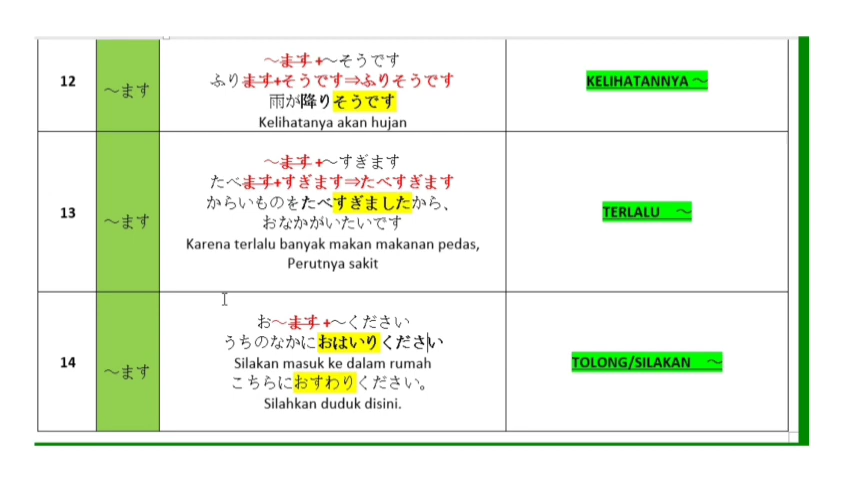 12
～ます
～ます +～そうです
ふります+そうです⇒ふりそうです
雨が降りそうです
Kelihatanya akan hujan
KELIHATANNYA ～
13
～ます
～ます +～すぎます
たべます+すぎます⇒たべすぎます
からいものをたべすぎましたから、
おなかがいたいです
Karena terlalu banyak makan makanan pedas,
Perutnya sakit
TERLALU ～
14
～ます
お～ます +～ください
うちのなかにおはいりください
Silakan masuk ke dalam rumah
こちらにおすわりください。
Silahkan duduk disini.
TOLONG/SILAKAN ～